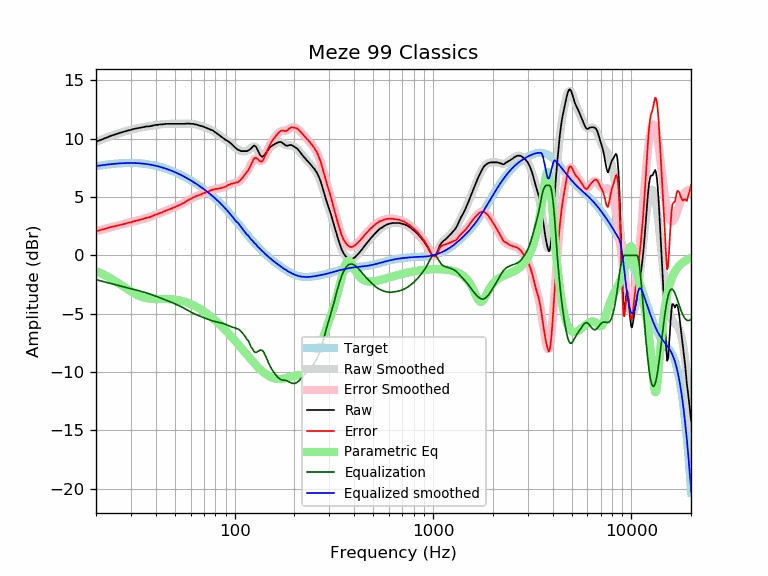 Meze 99 Classics
15
10
5
0
−5
−10
−15
−20
Amplitude (dBr)
Target
Raw Smoothed
Error Smoothed
Raw
Error
Parametric Eq
Equalization
Equalized smoothed
100
1000
10000
Frequency (Hz)